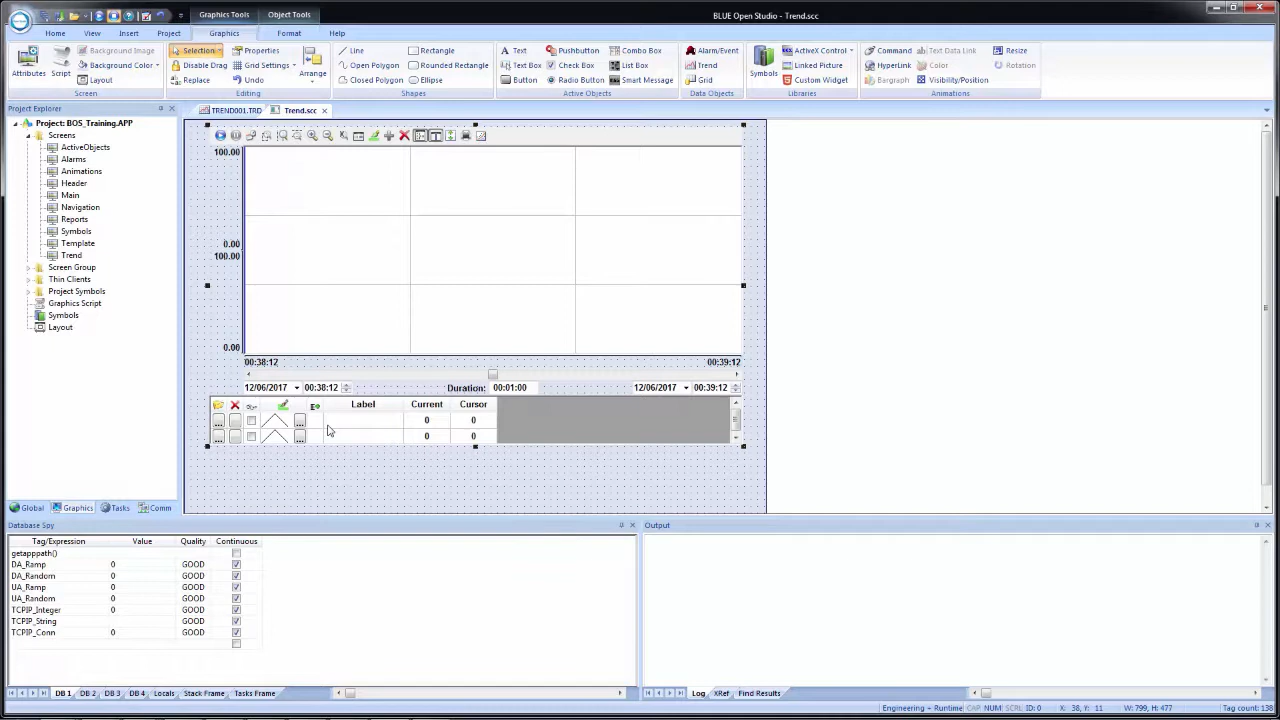 Graphics Tools
Object Tools
BLUE Open Studio - Trend.scc
Home
View
Insert
Project
Graphics
Format
Help
Attributes
Script
Background Image
Background Color
Layout
Screen
Selection
Disable Drag
Replace
Properties
Grid Settings
Undo
Arrange
Editing
Line
Open Polygon
Closed Polygon
Rectangle
Rounded Rectangle
Ellipse
Shapes
Text
Text Box
Button
Pushbutton
Check Box
Radio Button
Combo Box
List Box
Smart Message
Active Objects
Alarm/Event
Trend
Grid
Data Objects
Symbols
ActiveX Control
Linked Picture
Custom Widget
Libraries
Command
HyperLink
Bargraph
Text Data Link
Color
Visibility/Position
Resize
Rotation
Animations
Project Explorer
TREND001.TRD
Trend.scc
Project: BOS_Training.APP
Screens
ActiveObjects
Alarms
Animations
Header
Main
Navigation
Reports
Symbols
Template
Trend
Screen Group
Thin Clients
Project Symbols
Graphics Script
Symbols
Layout
Global
Graphics
Tasks
Comm
100.00
0.00
100.00
0.00
00:38:12 00:39:12
12/06/2017 00:38:12 Duration: 00:01:00 12/06/2017 00:39:12
Label Current Cursor
... ... 0 0
... ... 0 0
Database Spy
Tag/Expression Value Quality Continuous
getapppath()
DA_Ramp 0 GOOD
DA_Random 0 GOOD
UA_Ramp 0 GOOD
UA_Random 0 GOOD
TCPIP_Integer 0 GOOD
TCPIP_String GOOD
TCPIP_Conn 0 GOOD
DB 1 DB 2 DB 3 DB 4 Locals Stack Frame Tasks Frame
Output
Log XRef Find Results
Engineering + Runtime CAP NUM SCRL ID: 0 X: 38, Y: 11 W: 799, H: 477 Tag count: 138